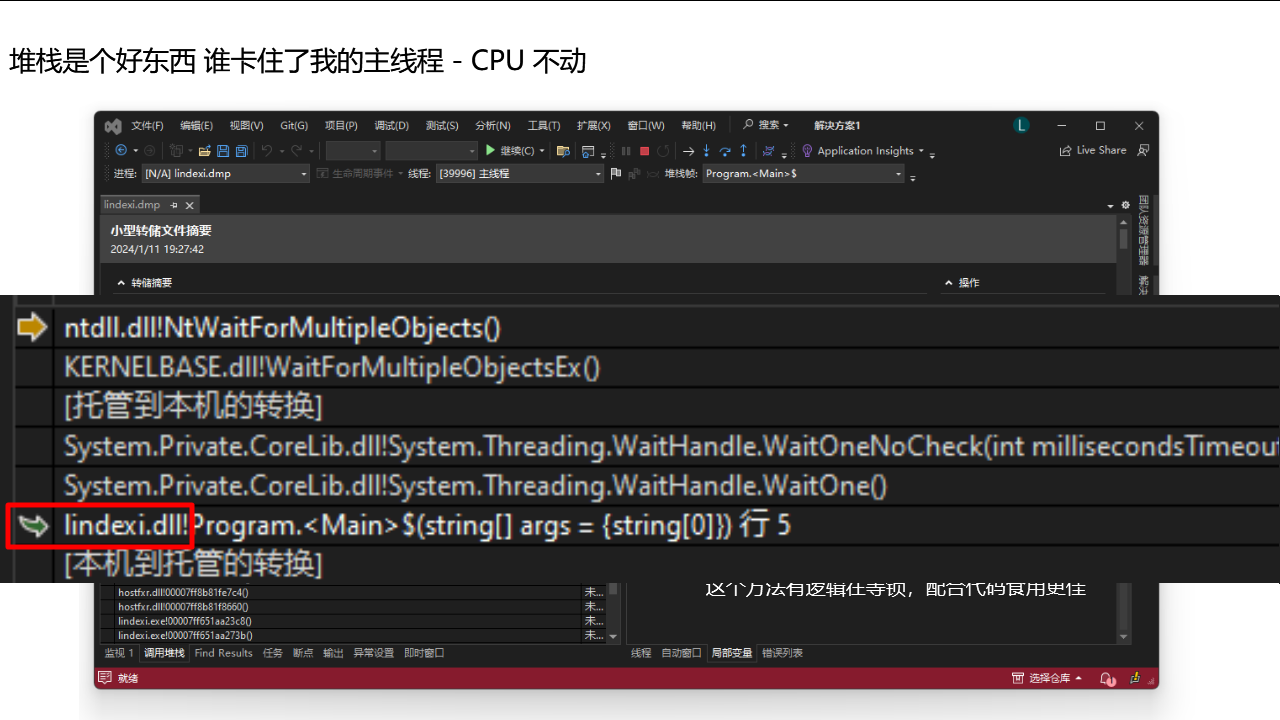 堆栈是个好东西 谁卡住了我的主线程 - CPU 不动
文件(F) 编辑(E) 视图(V) Git(G) 项目(P) 调试(D) 测试(S) 分析(N) 工具(T) 扩展(X) 窗口(W) 帮助(H) 搜索 解决方案1 L
继续(C) Application Insights Live Share
进程: [N/A] lindexi.dmp 生命周期事件 线程: [39996] 主线程 堆栈帧: Program.<Main>$
lindexi.dmp
团队资源管理器
小型转储文件摘要
2024/1/11 19:27:42
转储摘要 操作
ntdll.dll!NtWaitForMultipleObjects()
KERNELBASE.dll!WaitForMultipleObjectsEx()
[托管到本机的转换]
System.Private.CoreLib.dll!System.Threading.WaitHandle.WaitOneNoCheck(int millisecondsTimeout
System.Private.CoreLib.dll!System.Threading.WaitHandle.WaitOne()
lindexi.dll!Program.<Main>$(string[] args = {string[0]}) 行 5
[本机到托管的转换]
这个方法有逻辑在等锁，配合代码食用更佳
hostfxr.dll!00007ff8b81fe7c4() 未...
hostfxr.dll!00007ff8b81f8660() 未...
lindexi.exe!00007ff651aa23c8() 未...
lindexi.exe!00007ff651aa273b() 未...
监视 1 调用堆栈 Find Results 任务 断点 输出 异常设置 即时窗口 线程 自动窗口 局部变量 错误列表
就绪 选择仓库 1